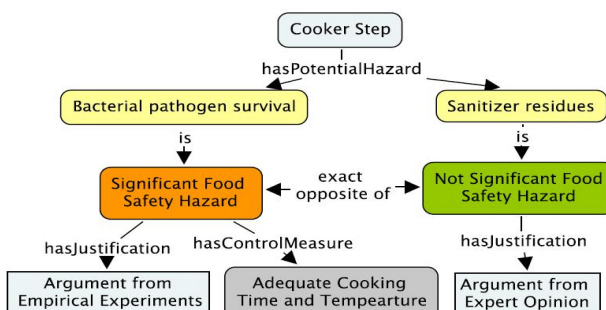 Cooker Step
hasPotentialHazard
Bacterial pathogen survival
Sanitizer residues
is
is
Significant Food
Safety Hazard
exact
opposite of
Not Significant Food
Safety Hazard
hasJustification
hasControlMeasure
hasJustification
Argument from
Empirical Experiments
Adequate Cooking
Time and Tempearture
Argument from
Expert Opinion